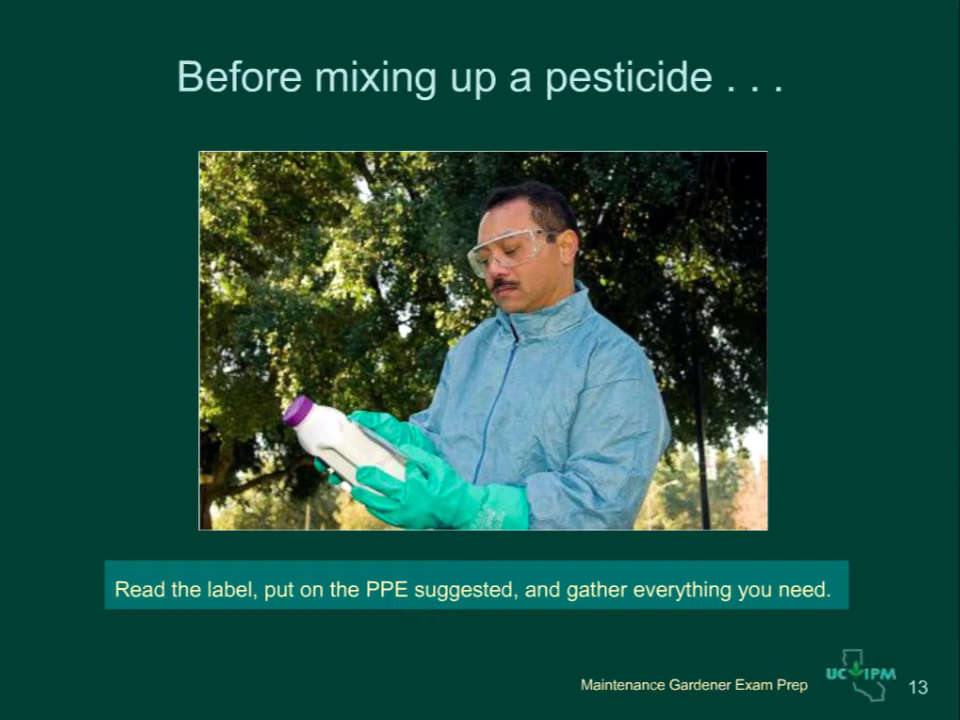 Before mixing up a pesticide . . .
Read the label, put on the PPE suggested, and gather everything you need.
Maintenance Gardener Exam Prep
UC IPM
13